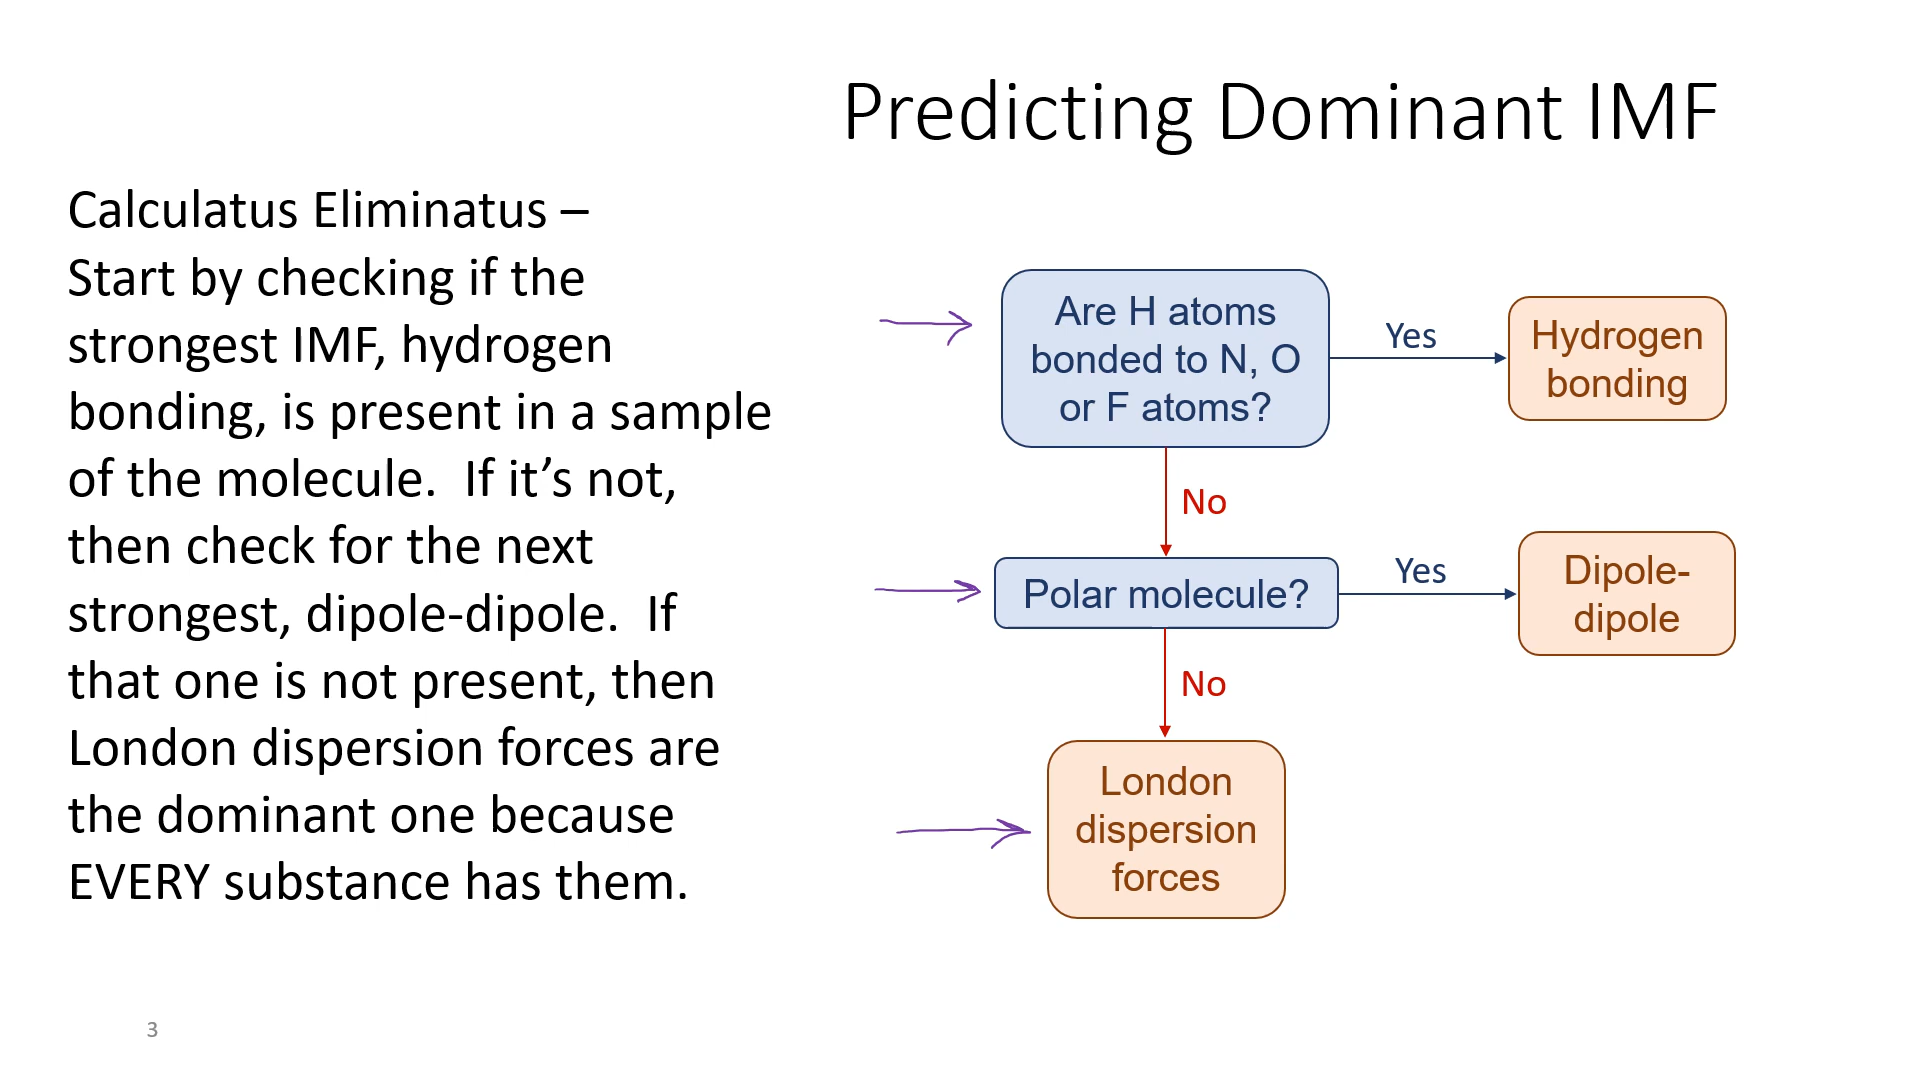 Predicting Dominant IMF
Calculatus Eliminatus –
Start by checking if the
strongest IMF, hydrogen
bonding, is present in a sample
of the molecule.  If it’s not,
then check for the next
strongest, dipole-dipole.  If
that one is not present, then
London dispersion forces are
the dominant one because
EVERY substance has them.
Are H atoms
bonded to N, O
or F atoms?
Yes
Hydrogen
bonding
No
Polar molecule?
Yes
Dipole-
dipole
No
London
dispersion
forces
3